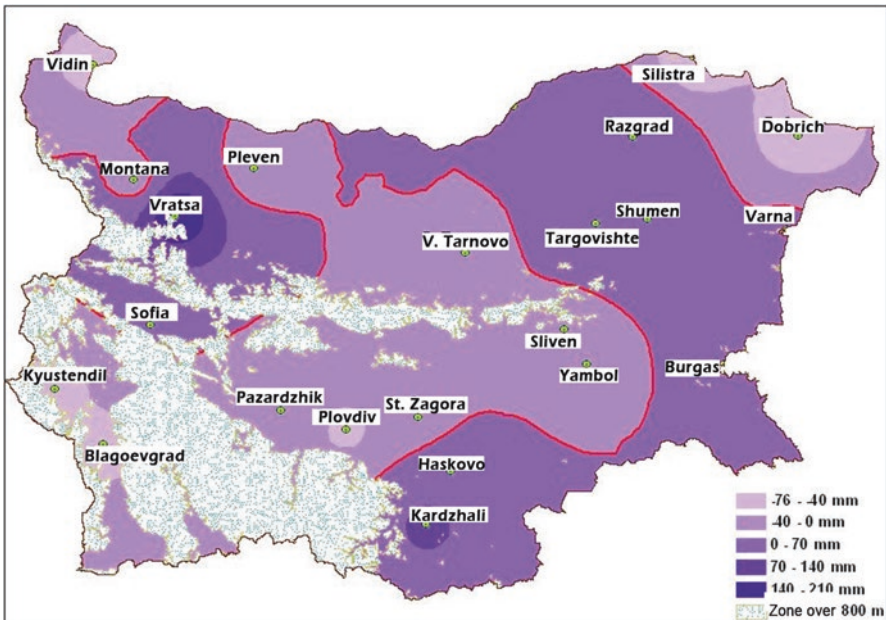 Vidin
Silistra
Razgrad
Dobrich
Montana
Pleven
Vratsa
Shumen
Varna
V. Tarnovo
Targovishte
Sofia
Sliven
Kyustendil
Yambol
Burgas
Pazardzhik
St. Zagora
Plovdiv
Blagoevgrad
Haskovo
Kardzhali
-76 - -40 mm
-40 - 0 mm
0 - 70 mm
70 - 140 mm
140 - 210 mm
Zone over 800 m